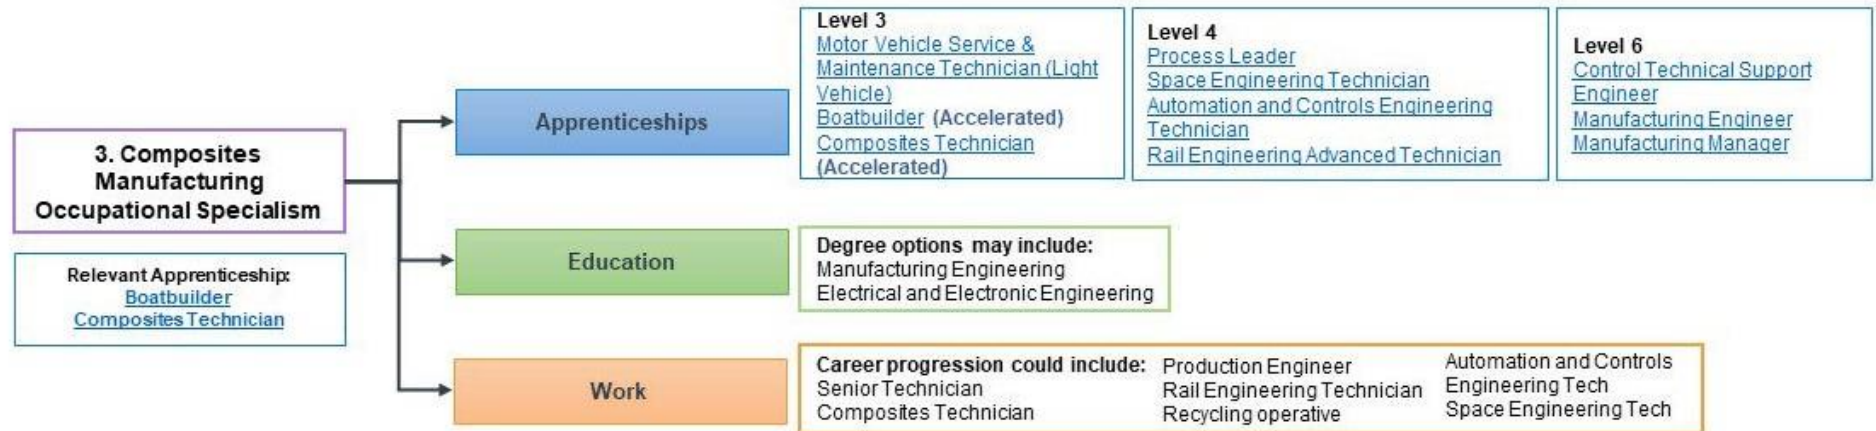 3. Composites
Manufacturing
Occupational Specialism
Relevant Apprenticeship:
Boatbuilder
Composites Technician
Apprenticeships
Level 3
Motor Vehicle Service &
Maintenance Technician (Light
Vehicle)
Boatbuilder (Accelerated)
Composites Technician
(Accelerated)
Level 4
Process Leader
Space Engineering Technician
Automation and Controls Engineering
Technician
Rail Engineering Advanced Technician
Level 6
Control Technical Support
Engineer
Manufacturing Engineer
Manufacturing Manager
Education
Degree options may include:
Manufacturing Engineering
Electrical and Electronic Engineering
Work
Career progression could include:
Senior Technician
Composites Technician
Production Engineer
Rail Engineering Technician
Recycling operative
Automation and Controls
Engineering Tech
Space Engineering Tech